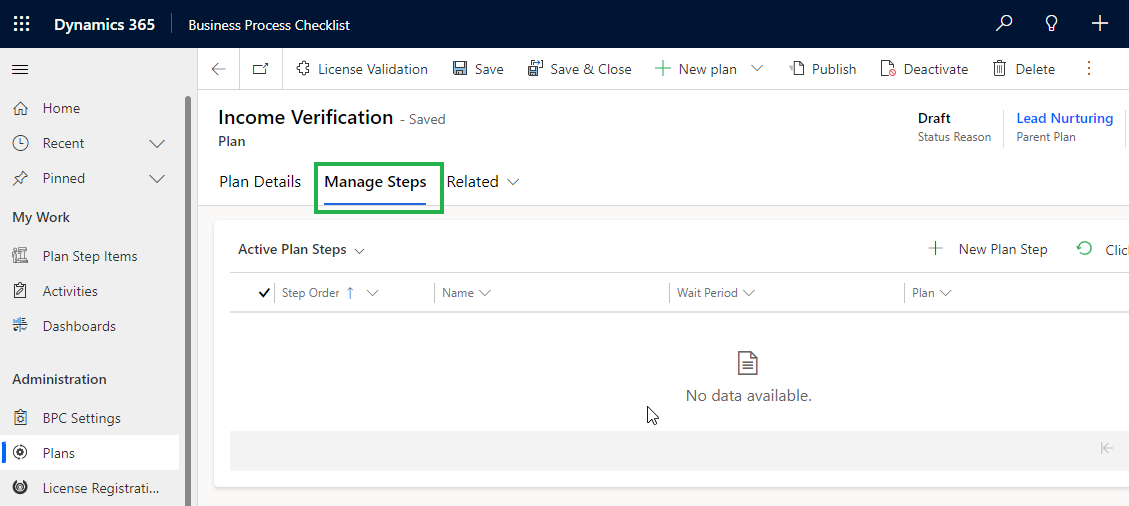 Dynamics 365 Business Process Checklist
License Validation Save Save & Close New plan Publish Deactivate Delete
Home
Recent
Pinned
My Work
Plan Step Items
Activities
Dashboards
Administration
BPC Settings
Plans
License Registrati...
Income Verification - Saved
Plan
Draft
Status Reason
Lead Nurturing
Parent Plan
Plan Details Manage Steps Related
Active Plan Steps New Plan Step Clic
Step Order Name Wait Period Plan
No data available.